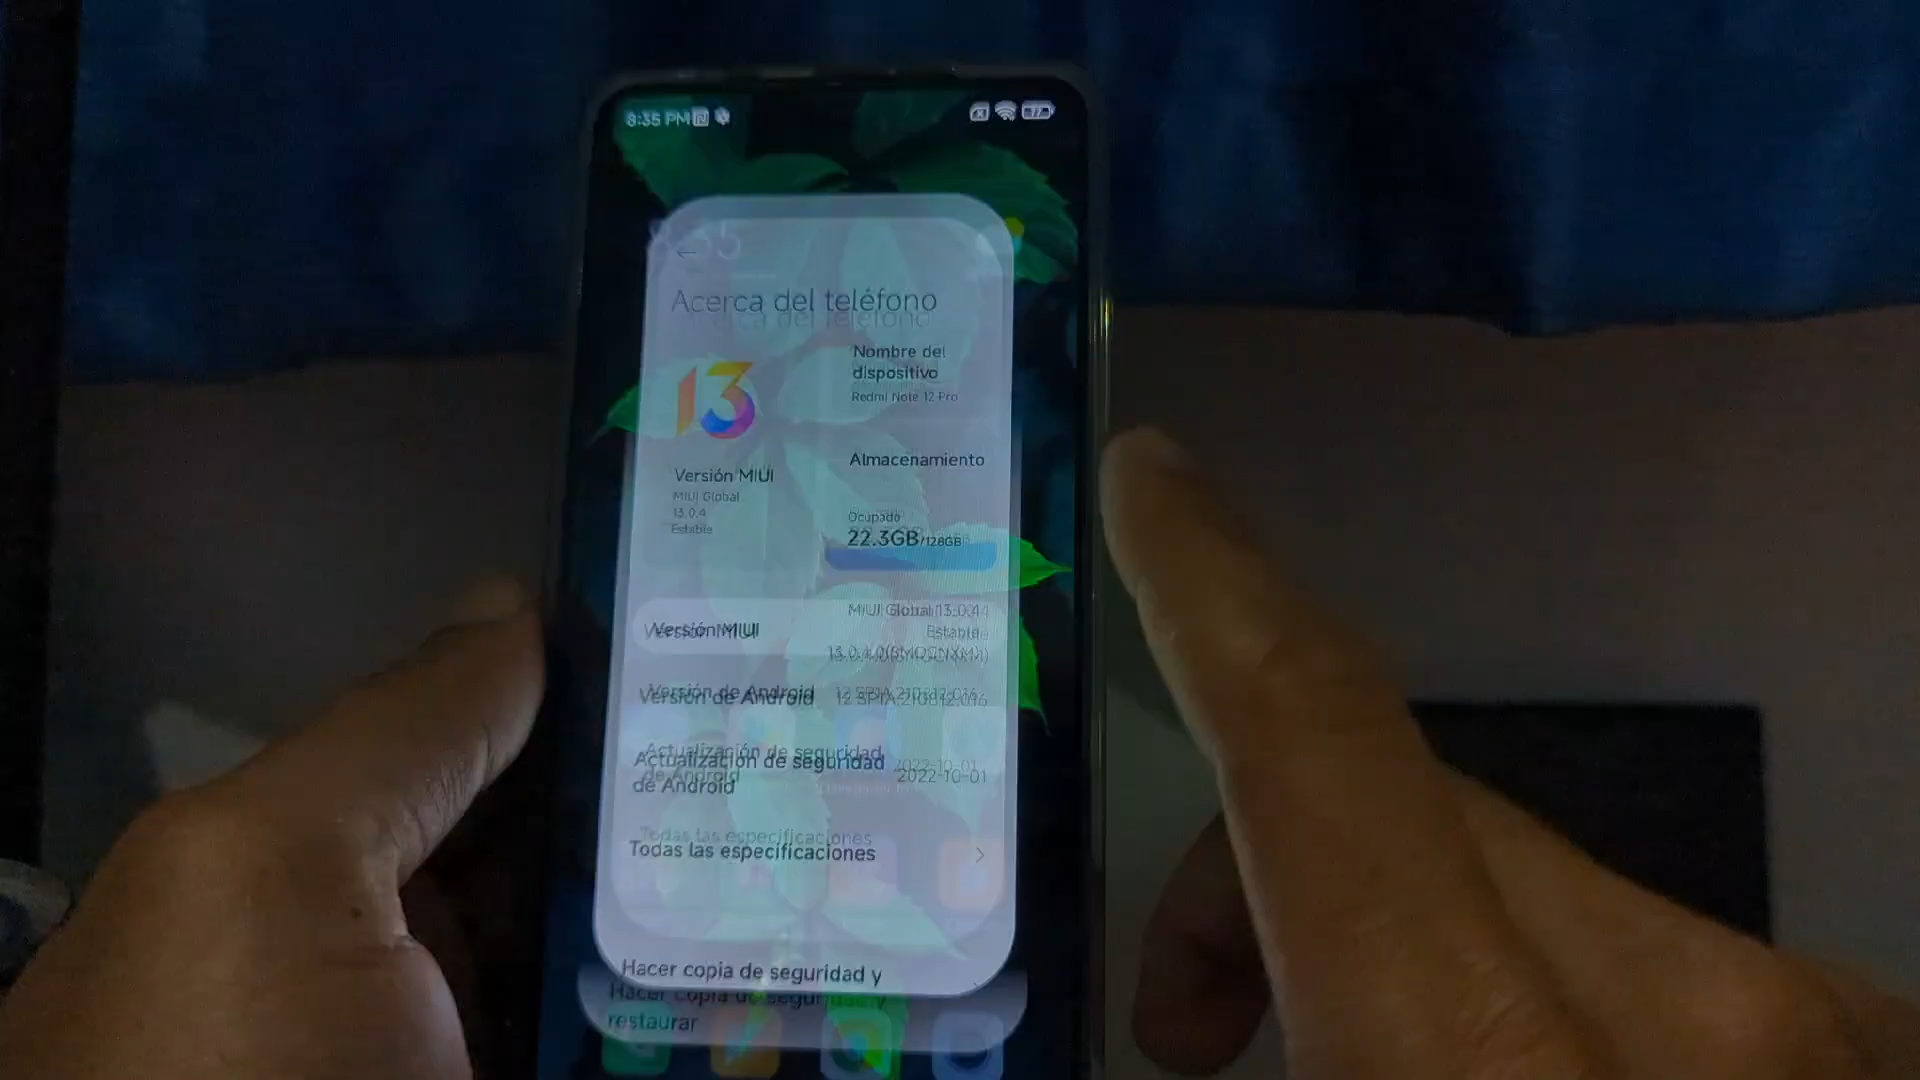 8:35 PM
77
Acerca del teléfono
13
Nombre del
dispositivo
Redmi Note 12 Pro
Almacenamiento
Versión MIUI
MIUI Global
13.0.4
Estable
Ocupado
22.3GB/128GB
Versión MIUI
MIUI Global 13.0.4
Estable
Versión de Android
Actualización de seguridad
de Android
2022-10-01
Todas las especificaciones
Hacer copia de seguridad y
restaurar